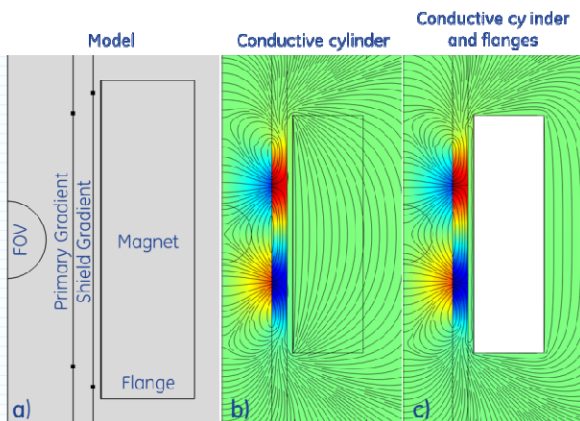 Model
Conductive cylinder
Conductive cy inder
and flanges
FOV
Primary Gradient
Shield Gradient
Magnet
Flange
a)
b)
c)